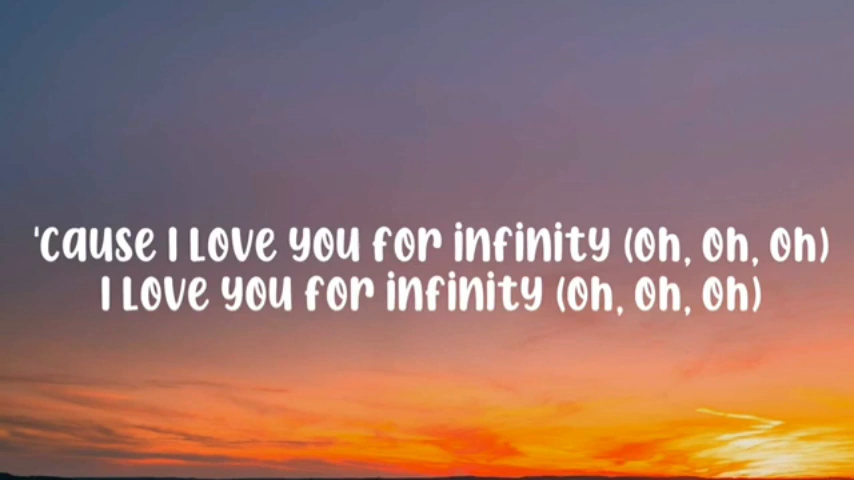 'Cause I Love you for infinity (Oh, Oh, Oh)
I Love you for infinity (Oh, Oh, Oh)